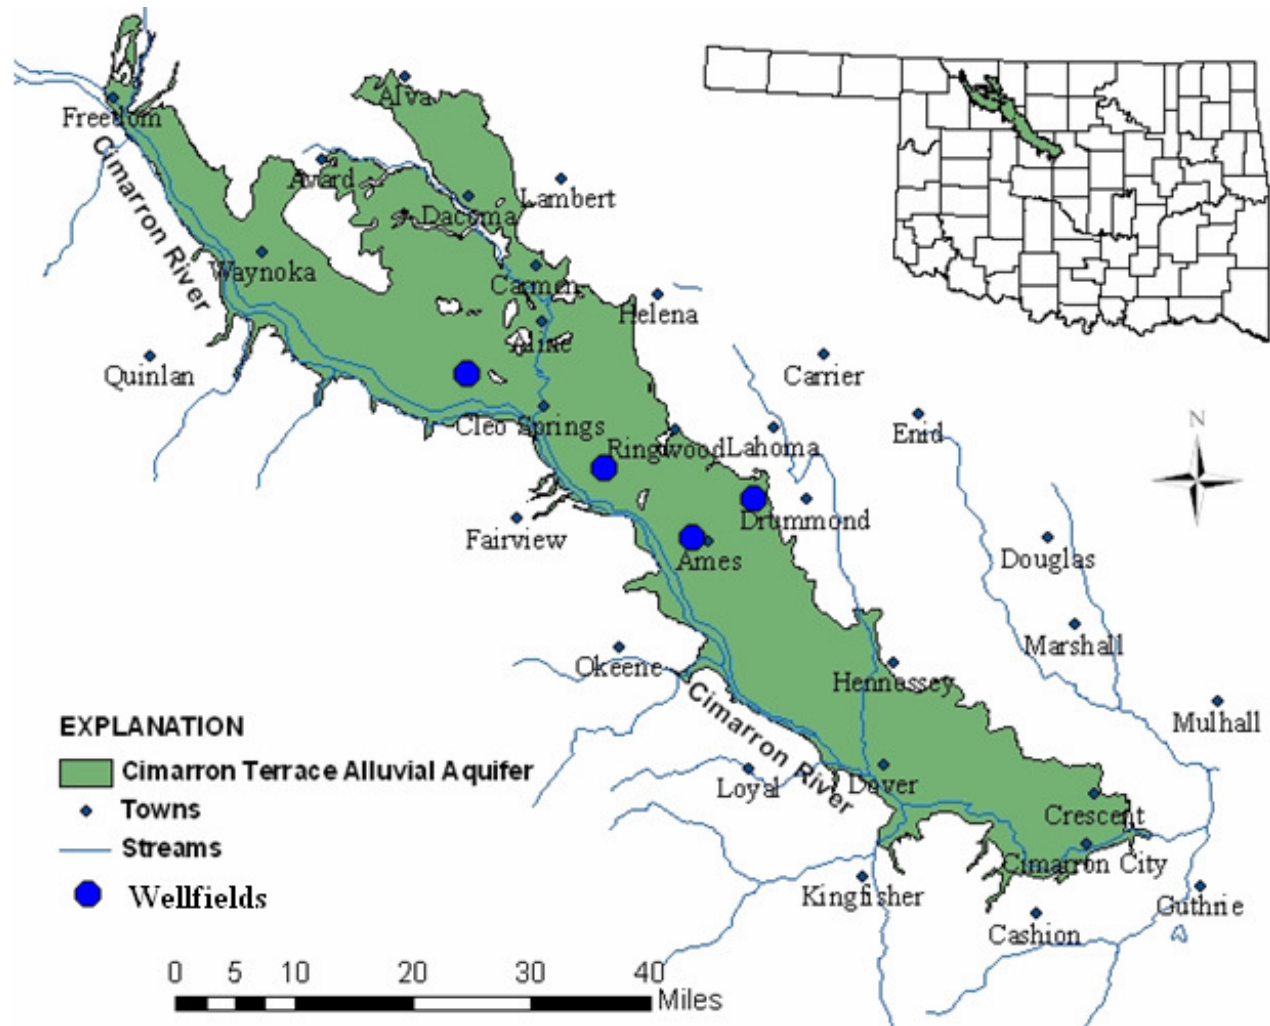 Alva
Freedom
Cimarron River
Avard
Lambert
Dacoma
Waynoka
Carmen
Helena
Aline
Quinlan
Carrier
Cleo Springs
Enid
Ringwood
Lahoma
N
Drummond
Fairview
Ames
Douglas
Marshall
Okeene
Hennessey
Cimarron River
Mulhall
EXPLANATION
Cimarron Terrace Alluvial Aquifer
Loyal
Dover
Towns
Crescent
Streams
Cimarron City
Wellfields
Kingfisher
Guthrie
Cashion
0 5 10 20 30 40
Miles